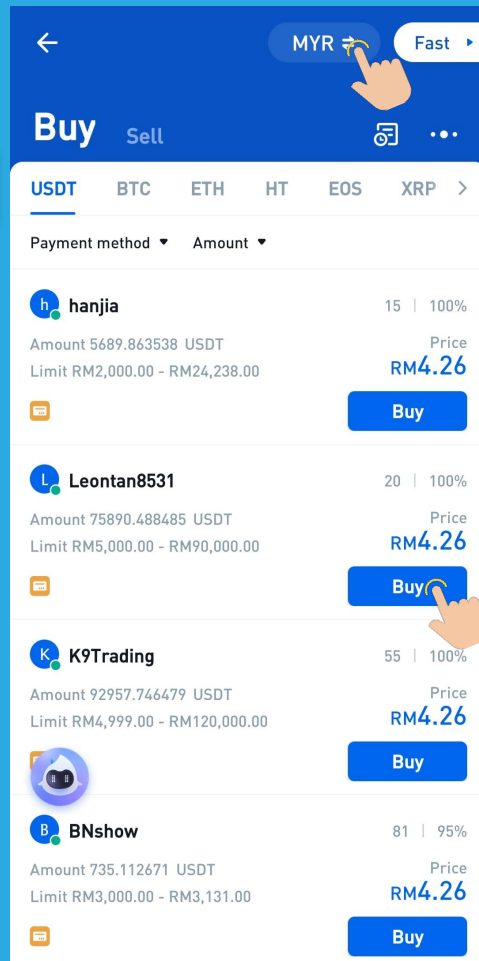 MYR Fast
Buy Sell
USDT BTC ETH HT EOS XRP
Payment method Amount
h hanjia 15 | 100%
Amount 5689.863538 USDT Price
Limit RM2,000.00 - RM24,238.00 RM4.26
Buy
L Leontan8531 20 | 100%
Amount 75890.488485 USDT Price
Limit RM5,000.00 - RM90,000.00 RM4.26
Buy
K K9Trading 55 | 100%
Amount 92957.746479 USDT Price
Limit RM4,999.00 - RM120,000.00 RM4.26
Buy
B BNshow 81 | 95%
Amount 735.112671 USDT Price
Limit RM3,000.00 - RM3,131.00 RM4.26
Buy